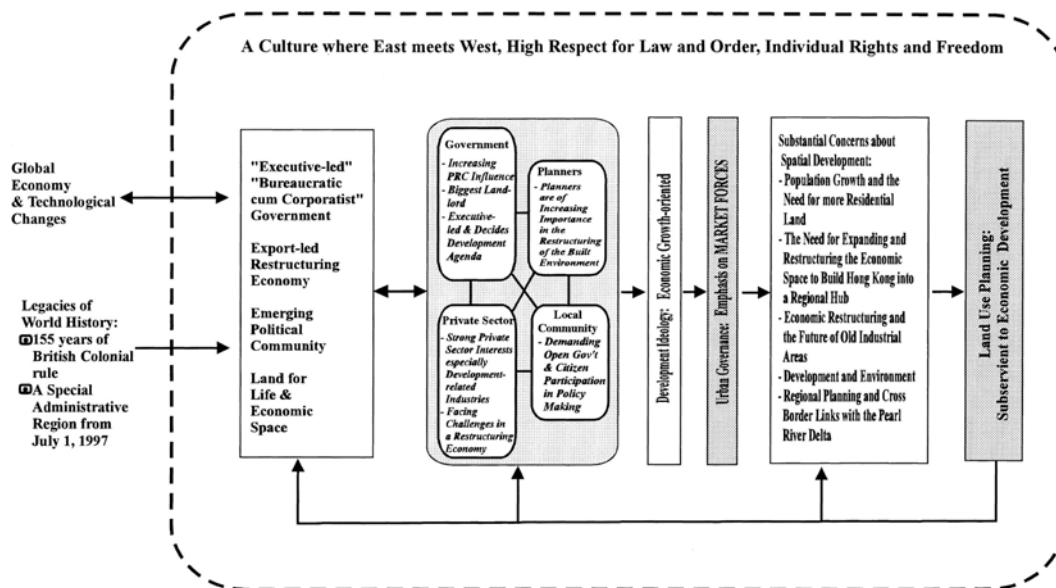 A Culture where East meets West, High Respect for Law and Order, Individual Rights and Freedom
Global
Economy
& Technological
Changes
Legacies of
World History:
155 years of
British Colonial
rule
A Special
Administrative
Region from
July 1, 1997
"Executive-led"
"Bureaucratic
cum Corporatist"
Government
Export-led
Restructuring
Economy
Emerging
Political
Community
Land for
Life &
Economic
Space
Government
- Increasing
PRC Influence
- Biggest Land-
lord
- Executive-
led & Decides
Development
Agenda
Planners
- Planners
are of
Increasing
Importance
in the
Restructuring
of the Built
Environment
Private Sector
- Strong Private
Sector Interests
especially
Development-
related
Industries
- Facing
Challenges in
a Restructuring
Economy
Local
Community
- Demanding
Open Gov't
& Citizen
Participation
in Policy
Making
Development Ideology: Economic Growth-oriented
Urban Governance: Emphasis on MARKET FORCES
Substantial Concerns about
Spatial Development:
- Population Growth and the
Need for more Residential
Land
- The Need for Expanding and
Restructuring the Economic
Space to Build Hong Kong into
a Regional Hub
- Economic Restructuring and
the Future of Old Industrial
Areas
- Development and Environment
- Regional Planning and Cross
Border Links with the Pearl
River Delta
Land Use Planning:
Subservient to Economic Development